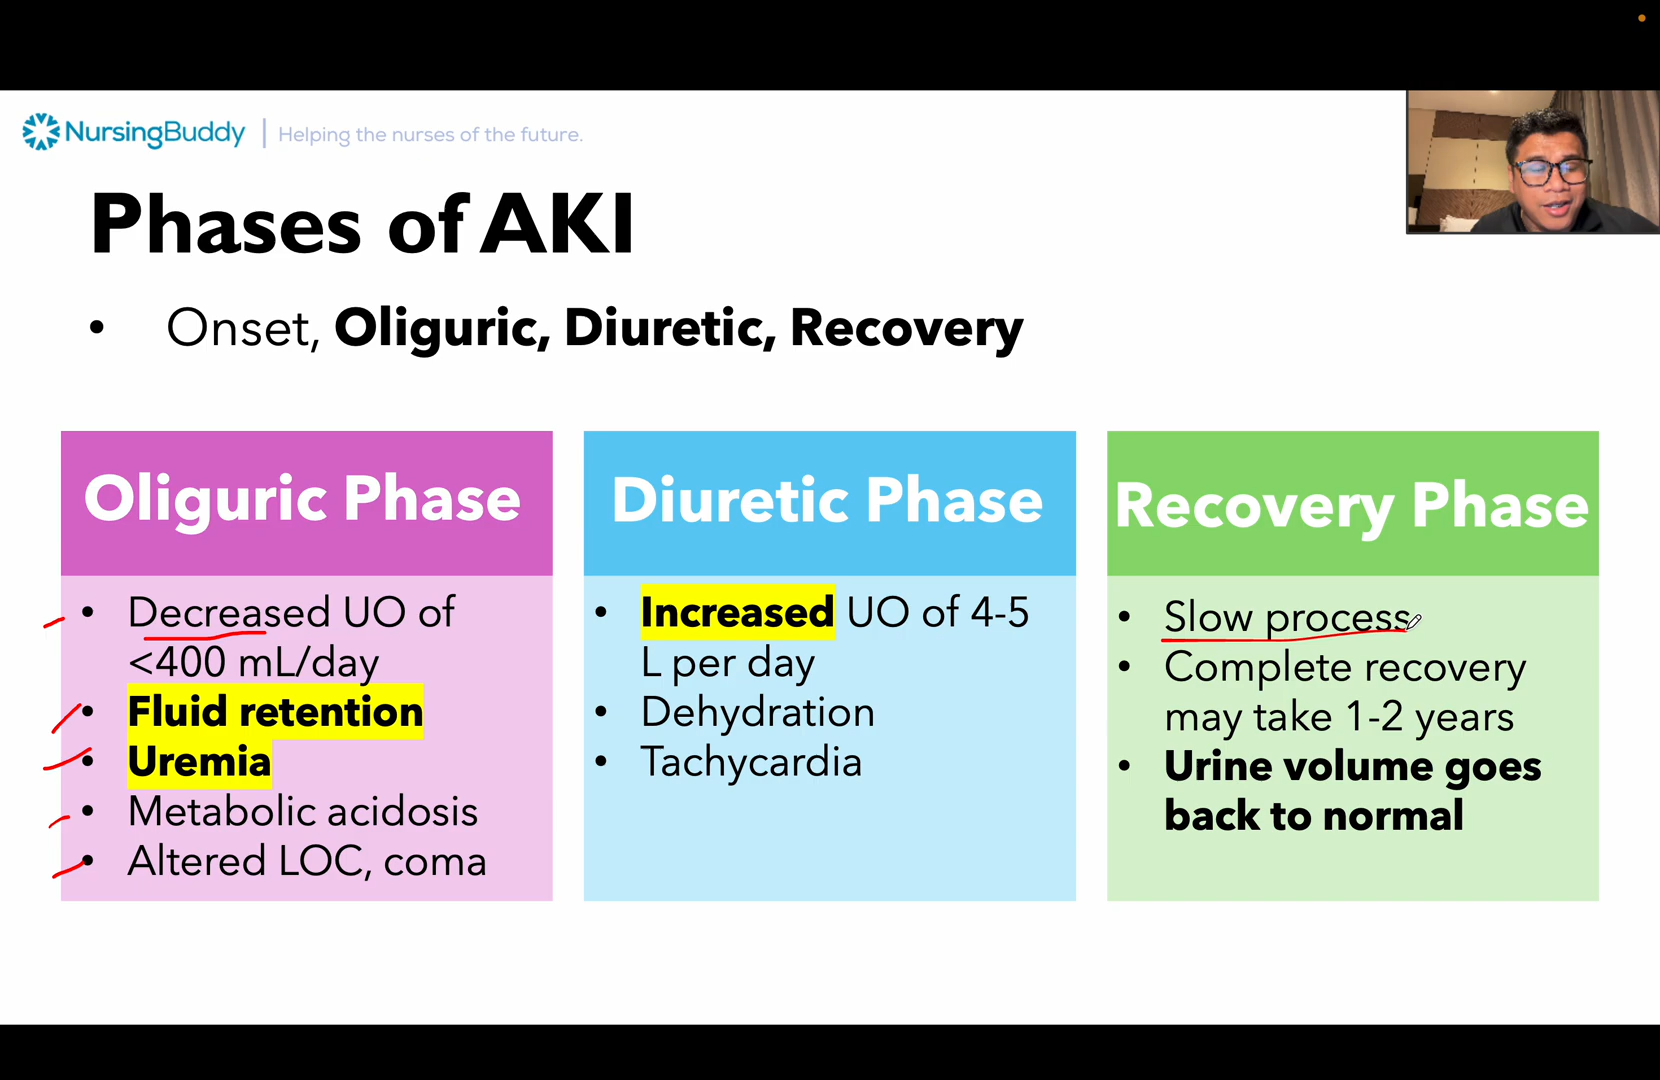 NursingBuddy | Helping the nurses of the future.
Phases of AKI
• Onset, Oliguric, Diuretic, Recovery
Oliguric Phase
• Decreased UO of
<400 mL/day
• Fluid retention
• Uremia
• Metabolic acidosis
• Altered LOC, coma
Diuretic Phase
• Increased UO of 4-5
L per day
• Dehydration
• Tachycardia
Recovery Phase
• Slow process
• Complete recovery
may take 1-2 years
• Urine volume goes
back to normal